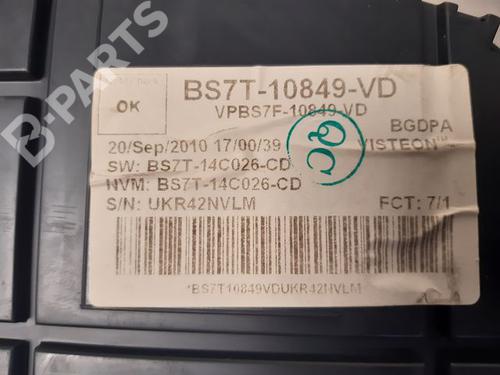 B-PARTS
OK
BS7T-10849-VD
VPBS7F-10849-VD
BGDPA
20/Sep/2010 17/00/39
VISTEON
SW: BS7T-14C026-CD
NVM: BS7T-14C026-CD
S/N: UKR42NVLM
FCT: 7/1
QC
*BS7T10849VDUKR42NVLM